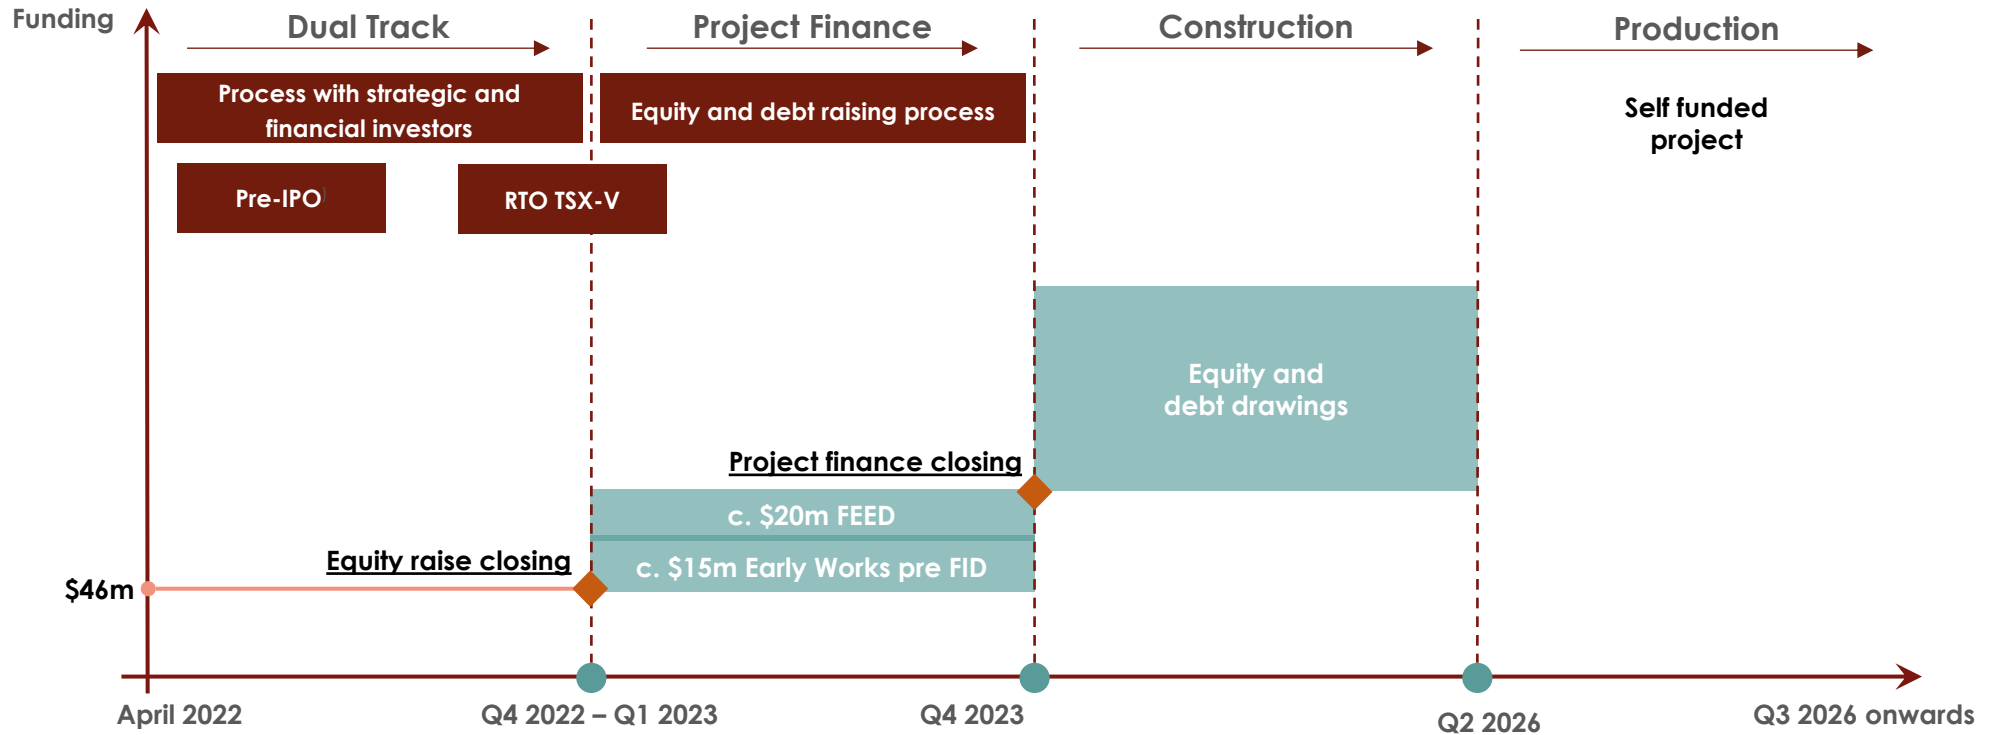 Funding
Dual Track
Project Finance
Construction
Production
Process with strategic and
financial investors
Equity and debt raising process
Self funded
project
Pre-IPO)
RTO TSX-V
Equity and
debt drawings
Project finance closing
c. $20m FEED
Equity raise closing
c. $15m Early Works pre FID
$46m
April 2022
Q4 2022 – Q1 2023
Q4 2023
Q2 2026
Q3 2026 onwards